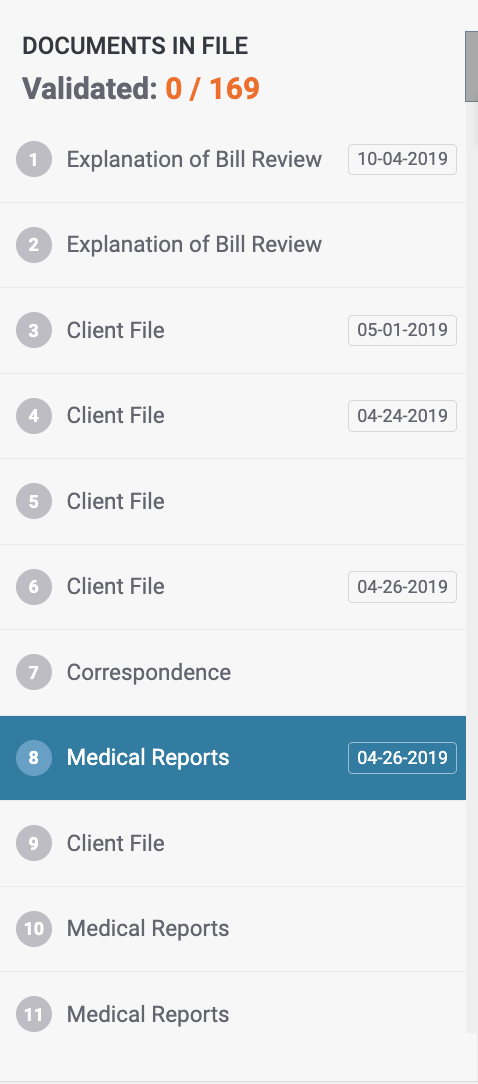 DOCUMENTS IN FILE
Validated: 0 / 169
1 Explanation of Bill Review 10-04-2019
2 Explanation of Bill Review
3 Client File 05-01-2019
4 Client File 04-24-2019
5 Client File
6 Client File 04-26-2019
7 Correspondence
8 Medical Reports 04-26-2019
9 Client File
10 Medical Reports
11 Medical Reports